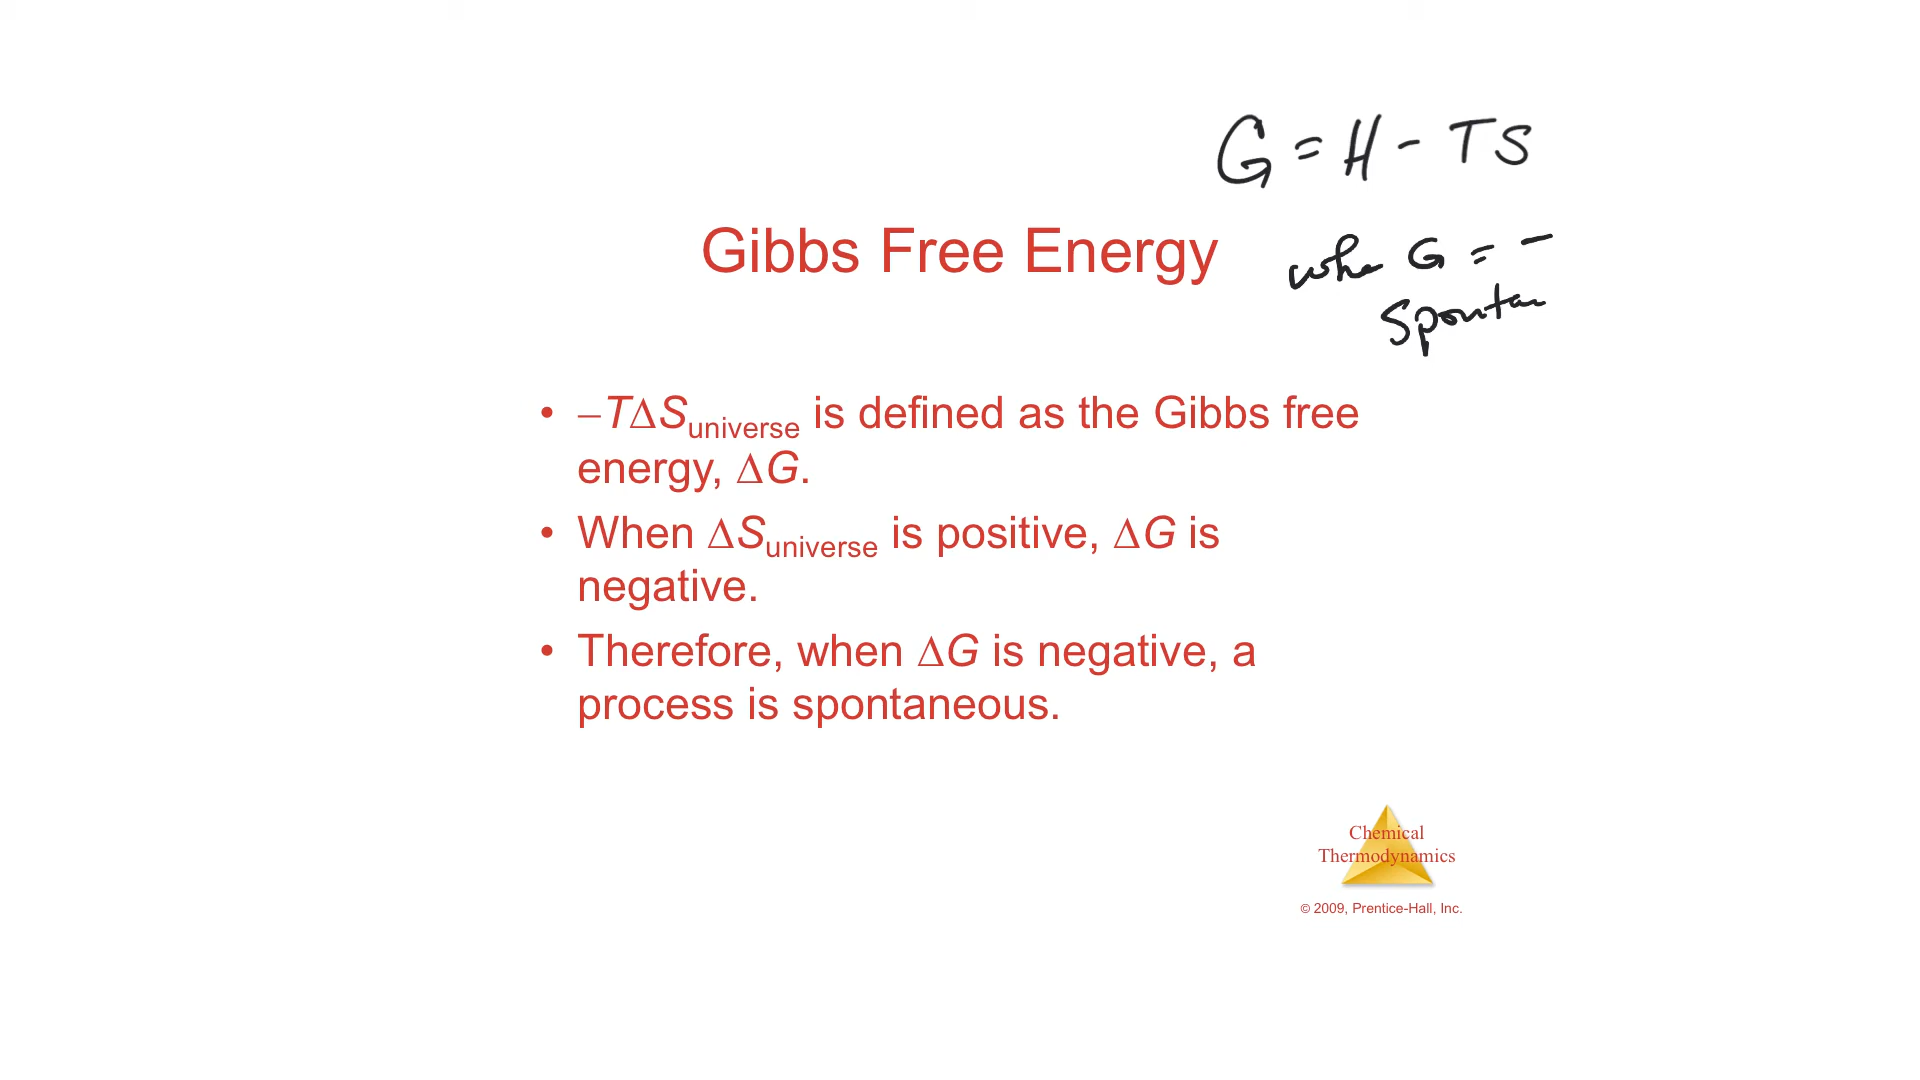 G = H - TS
Gibbs Free Energy
when G = -
Spontan
• −TΔSuniverse is defined as the Gibbs free
energy, ΔG.
• When ΔSuniverse is positive, ΔG is
negative.
• Therefore, when ΔG is negative, a
process is spontaneous.
Chemical
Thermodynamics
© 2009, Prentice-Hall, Inc.